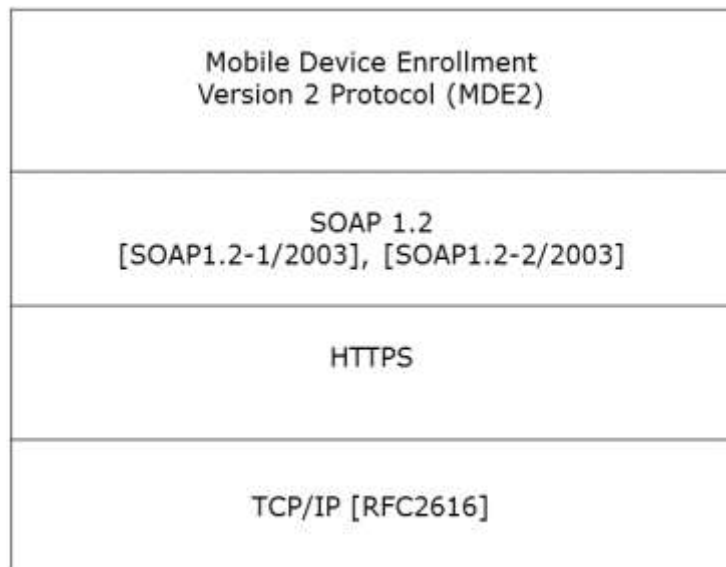 Mobile Device Enrollment
Version 2 Protocol (MDE2)
SOAP 1.2
[SOAP1.2-1/2003], [SOAP1.2-2/2003]
HTTPS
TCP/IP [RFC2616]